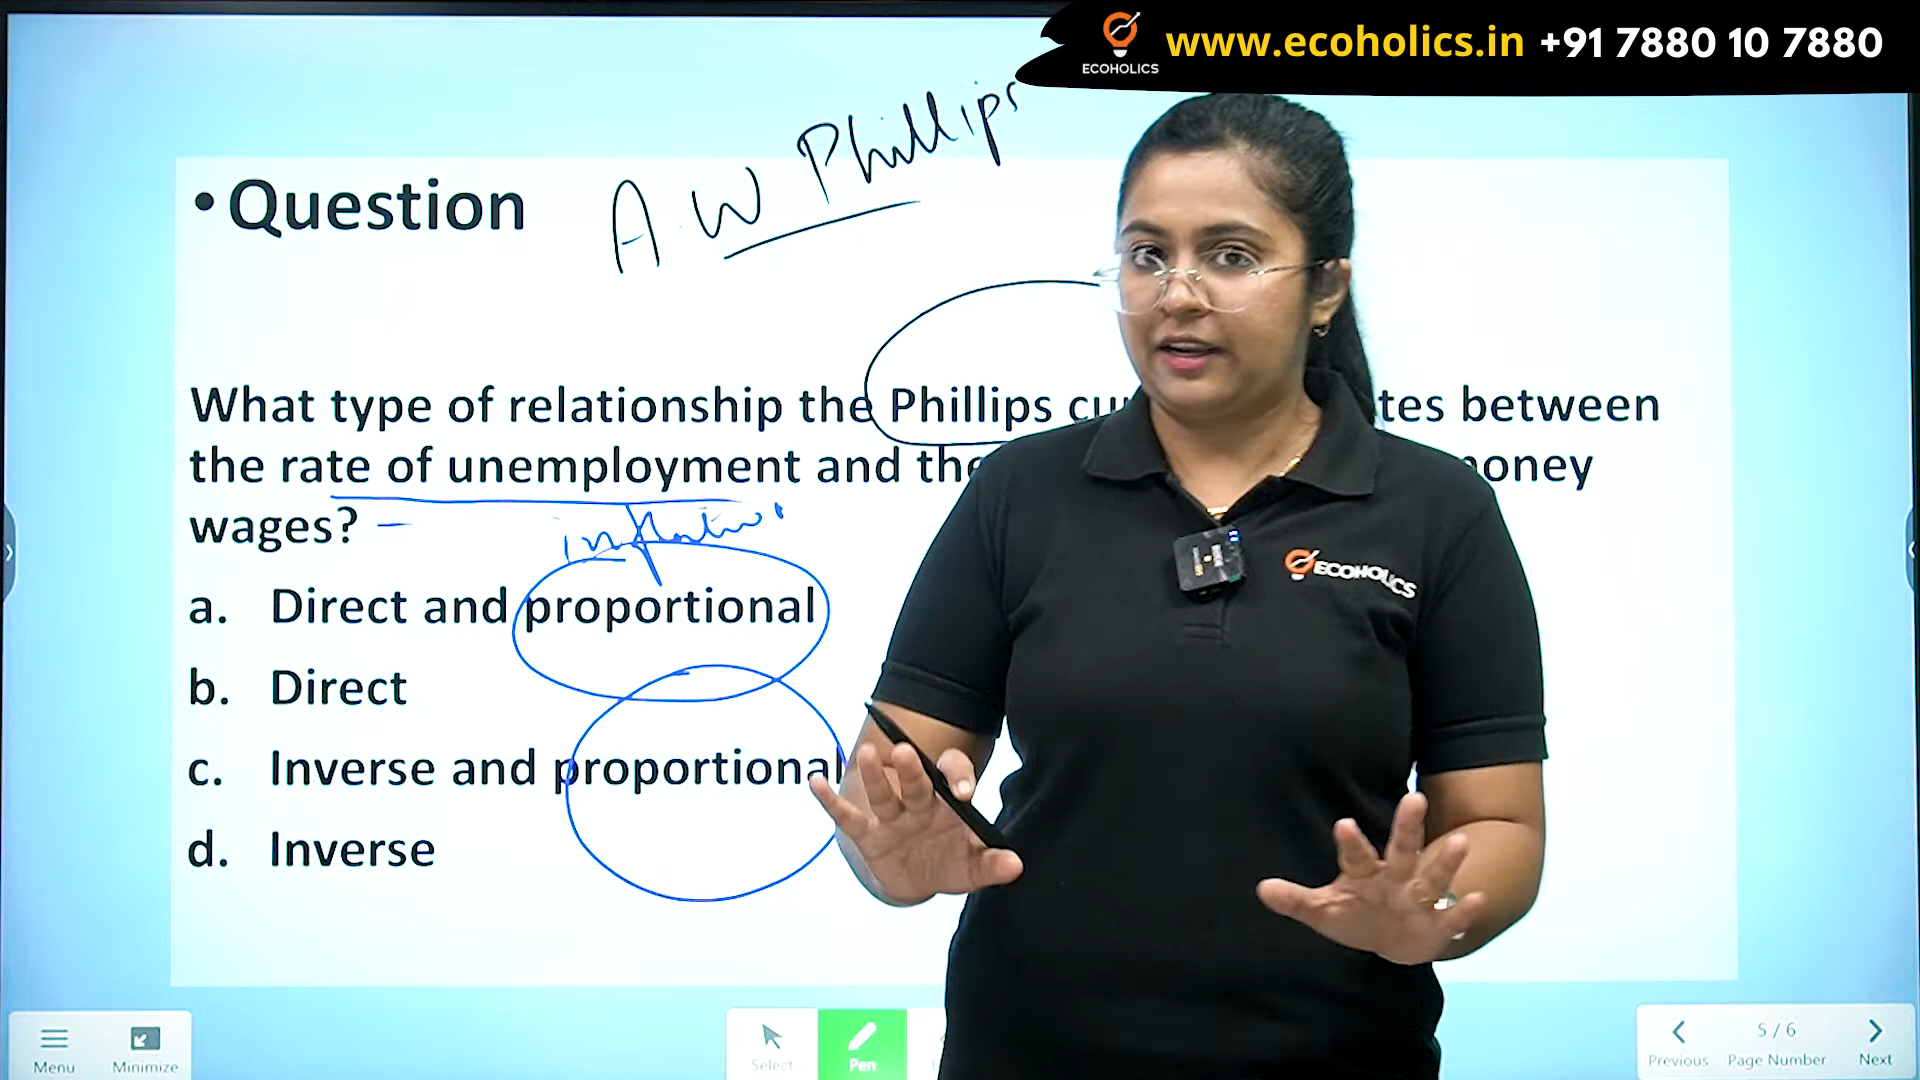 www.ecoholics.in +91 7880 10 7880
ECOHOLICS
A.W Phillips
• Question
What type of relationship the Phillips cu tes between
the rate of unemployment and the oney
wages? –
inflation
a. Direct and proportional
b. Direct
c. Inverse and proportional
d. Inverse
ECOHOLICS
Menu
Minimize
Select
Pen
5 / 6
Previous Page Number Next